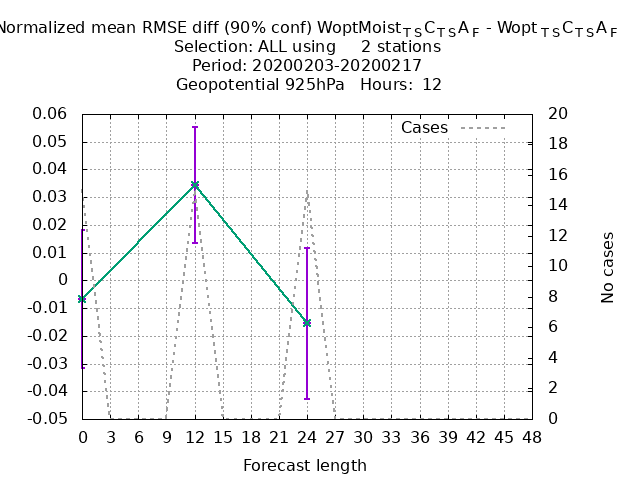 Normalized mean RMSE diff (90% conf) WoptMoist_TSC_TSA_F - Wopt_TSC_TSA_F
Selection: ALL using 2 stations
Period: 20200203-20200217
Geopotential 925hPa Hours: 12
0.06
0.05
0.04
0.03
0.02
0.01
0
-0.01
-0.02
-0.03
-0.04
-0.05
Cases
20
18
16
14
12
10
8
6
4
2
0
No cases
0 3 6 9 12 15 18 21 24 27 30 33 36 39 42 45 48
Forecast length